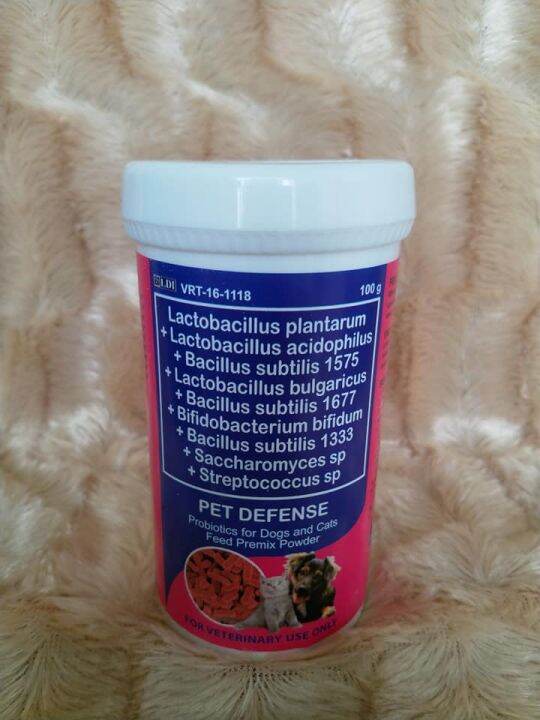 LDI VRT-16-1118 100 g
Lactobacillus plantarum
+ Lactobacillus acidophilus
+ Bacillus subtilis 1575
+ Lactobacillus bulgaricus
+ Bacillus subtilis 1677
+ Bifidobacterium bifidum
+ Bacillus subtilis 1333
+ Saccharomyces sp
+ Streptococcus sp
PET DEFENSE
Probiotics for Dogs and Cats
Feed Premix Powder
FOR VETERINARY USE ONLY